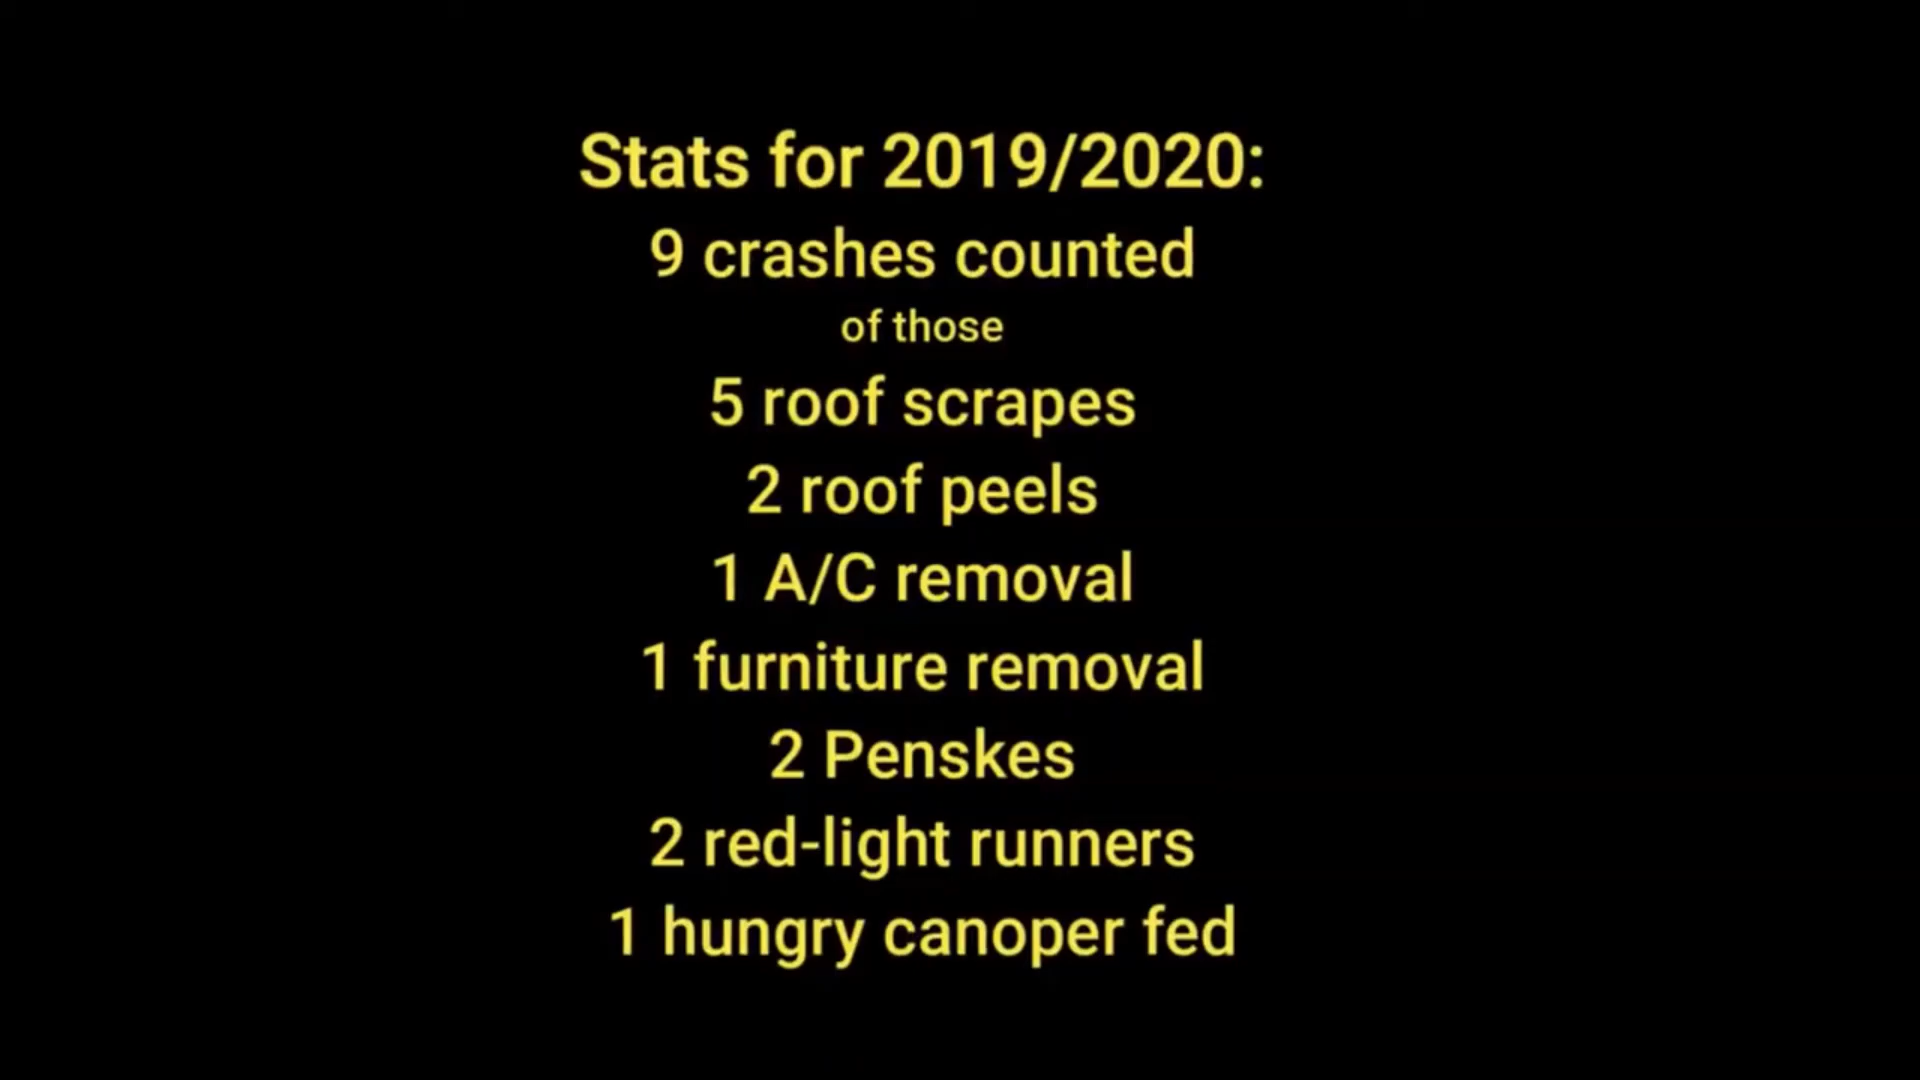 Stats for 2019/2020:
9 crashes counted
of those
5 roof scrapes
2 roof peels
1 A/C removal
1 furniture removal
2 Penskes
2 red-light runners
1 hungry canoper fed